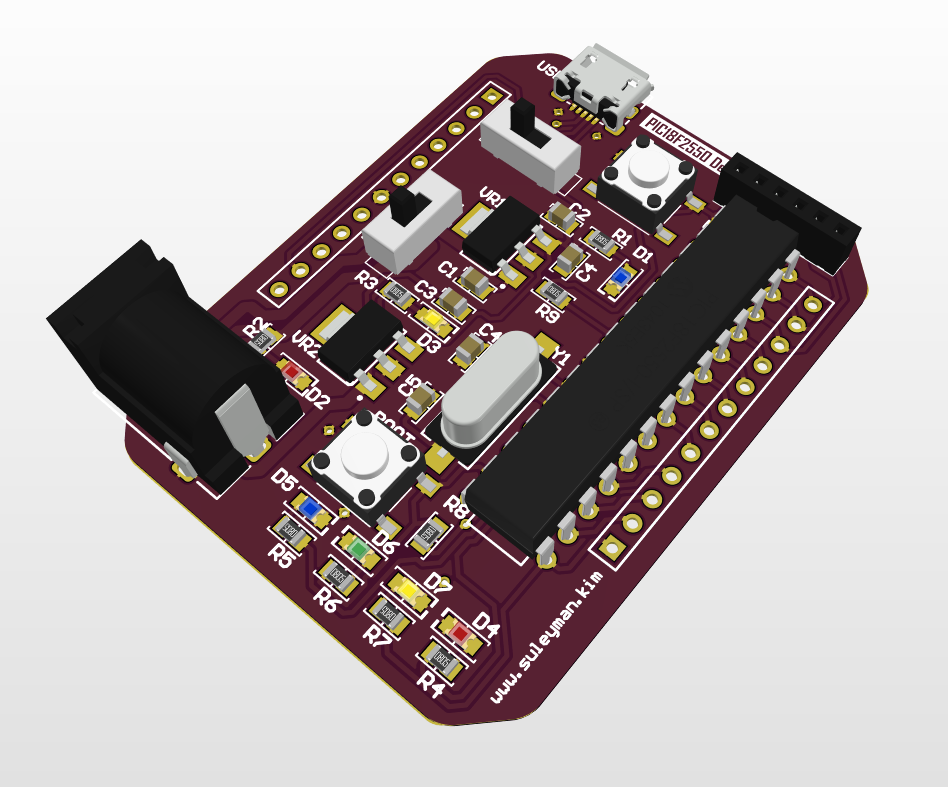 USB
PIC18F2550 De
VR1
C2
R1
D1
C4
R9
C1
C3
R3
D3
C4
Y1
R2
VR2
D2
C5
BOOT
R8
D5
R5
D6
R6
D7
R7
D4
R4
www.suleyman.kim